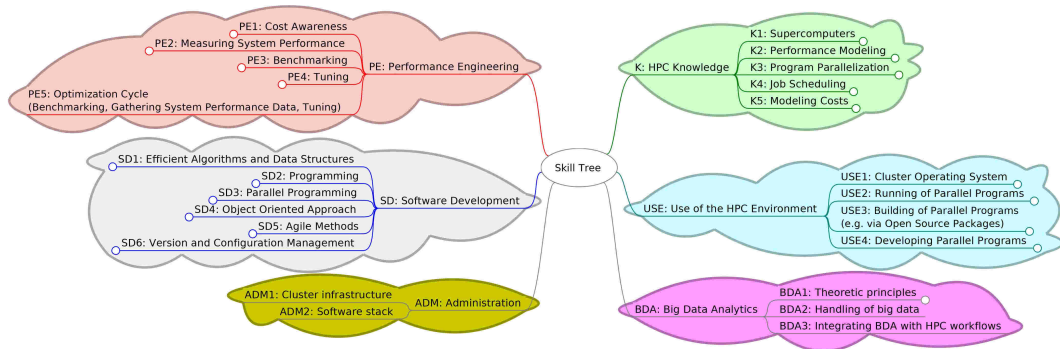 PE1: Cost Awareness
PE2: Measuring System Performance
PE3: Benchmarking
PE4: Tuning
PE5: Optimization Cycle
(Benchmarking, Gathering System Performance Data, Tuning)
PE: Performance Engineering
SD1: Efficient Algorithms and Data Structures
SD2: Programming
SD3: Parallel Programming
SD4: Object Oriented Approach
SD5: Agile Methods
SD6: Version and Configuration Management
SD: Software Development
ADM1: Cluster infrastructure
ADM2: Software stack
ADM: Administration
Skill Tree
K: HPC Knowledge
K1: Supercomputers
K2: Performance Modeling
K3: Program Parallelization
K4: Job Scheduling
K5: Modeling Costs
USE: Use of the HPC Environment
USE1: Cluster Operating System
USE2: Running of Parallel Programs
USE3: Building of Parallel Programs
(e.g. via Open Source Packages)
USE4: Developing Parallel Programs
BDA: Big Data Analytics
BDA1: Theoretic principles
BDA2: Handling of big data
BDA3: Integrating BDA with HPC workflows